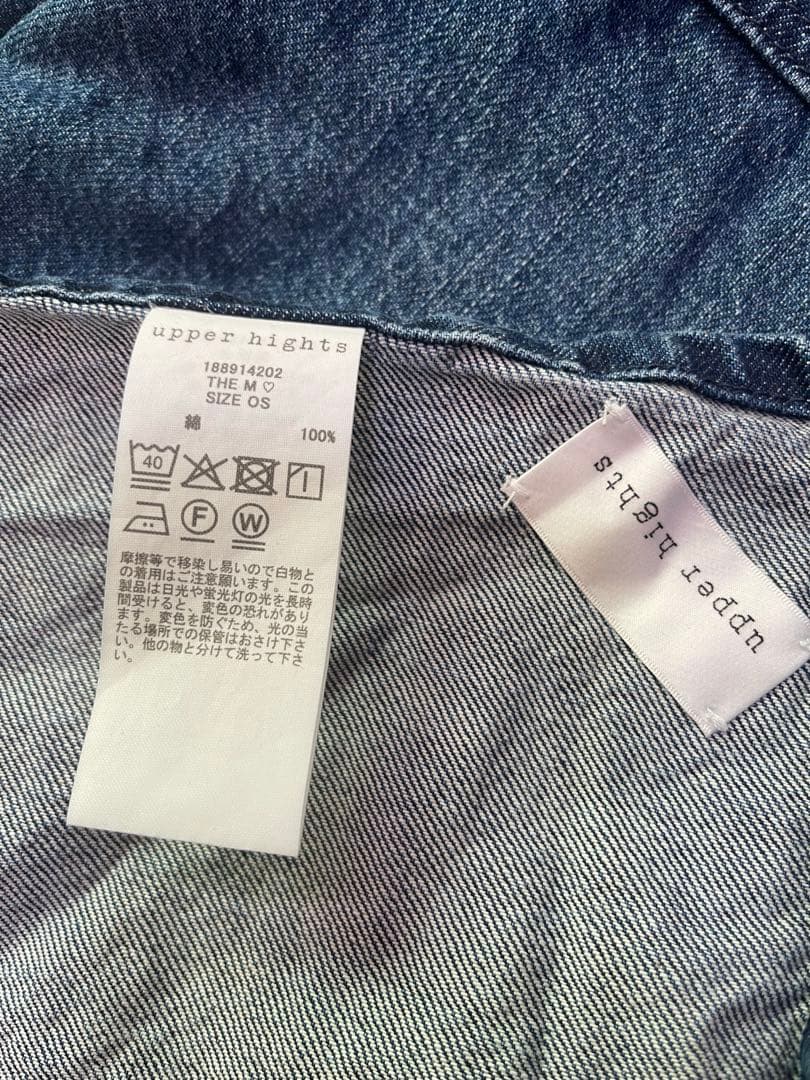 upper hights
188914202
THE M ♡
SIZE OS
綿 100%
40
F W
摩擦等で移染し易いので白物と
の着用はご注意願います。この
製品は日光や蛍光灯の光を長時
間受けると、変色の恐れがあり
ます。変色を防ぐため、光の当
たる場所での保管はおさけ下さ
い。他の物と分けて洗って下さ
い。
upper hights